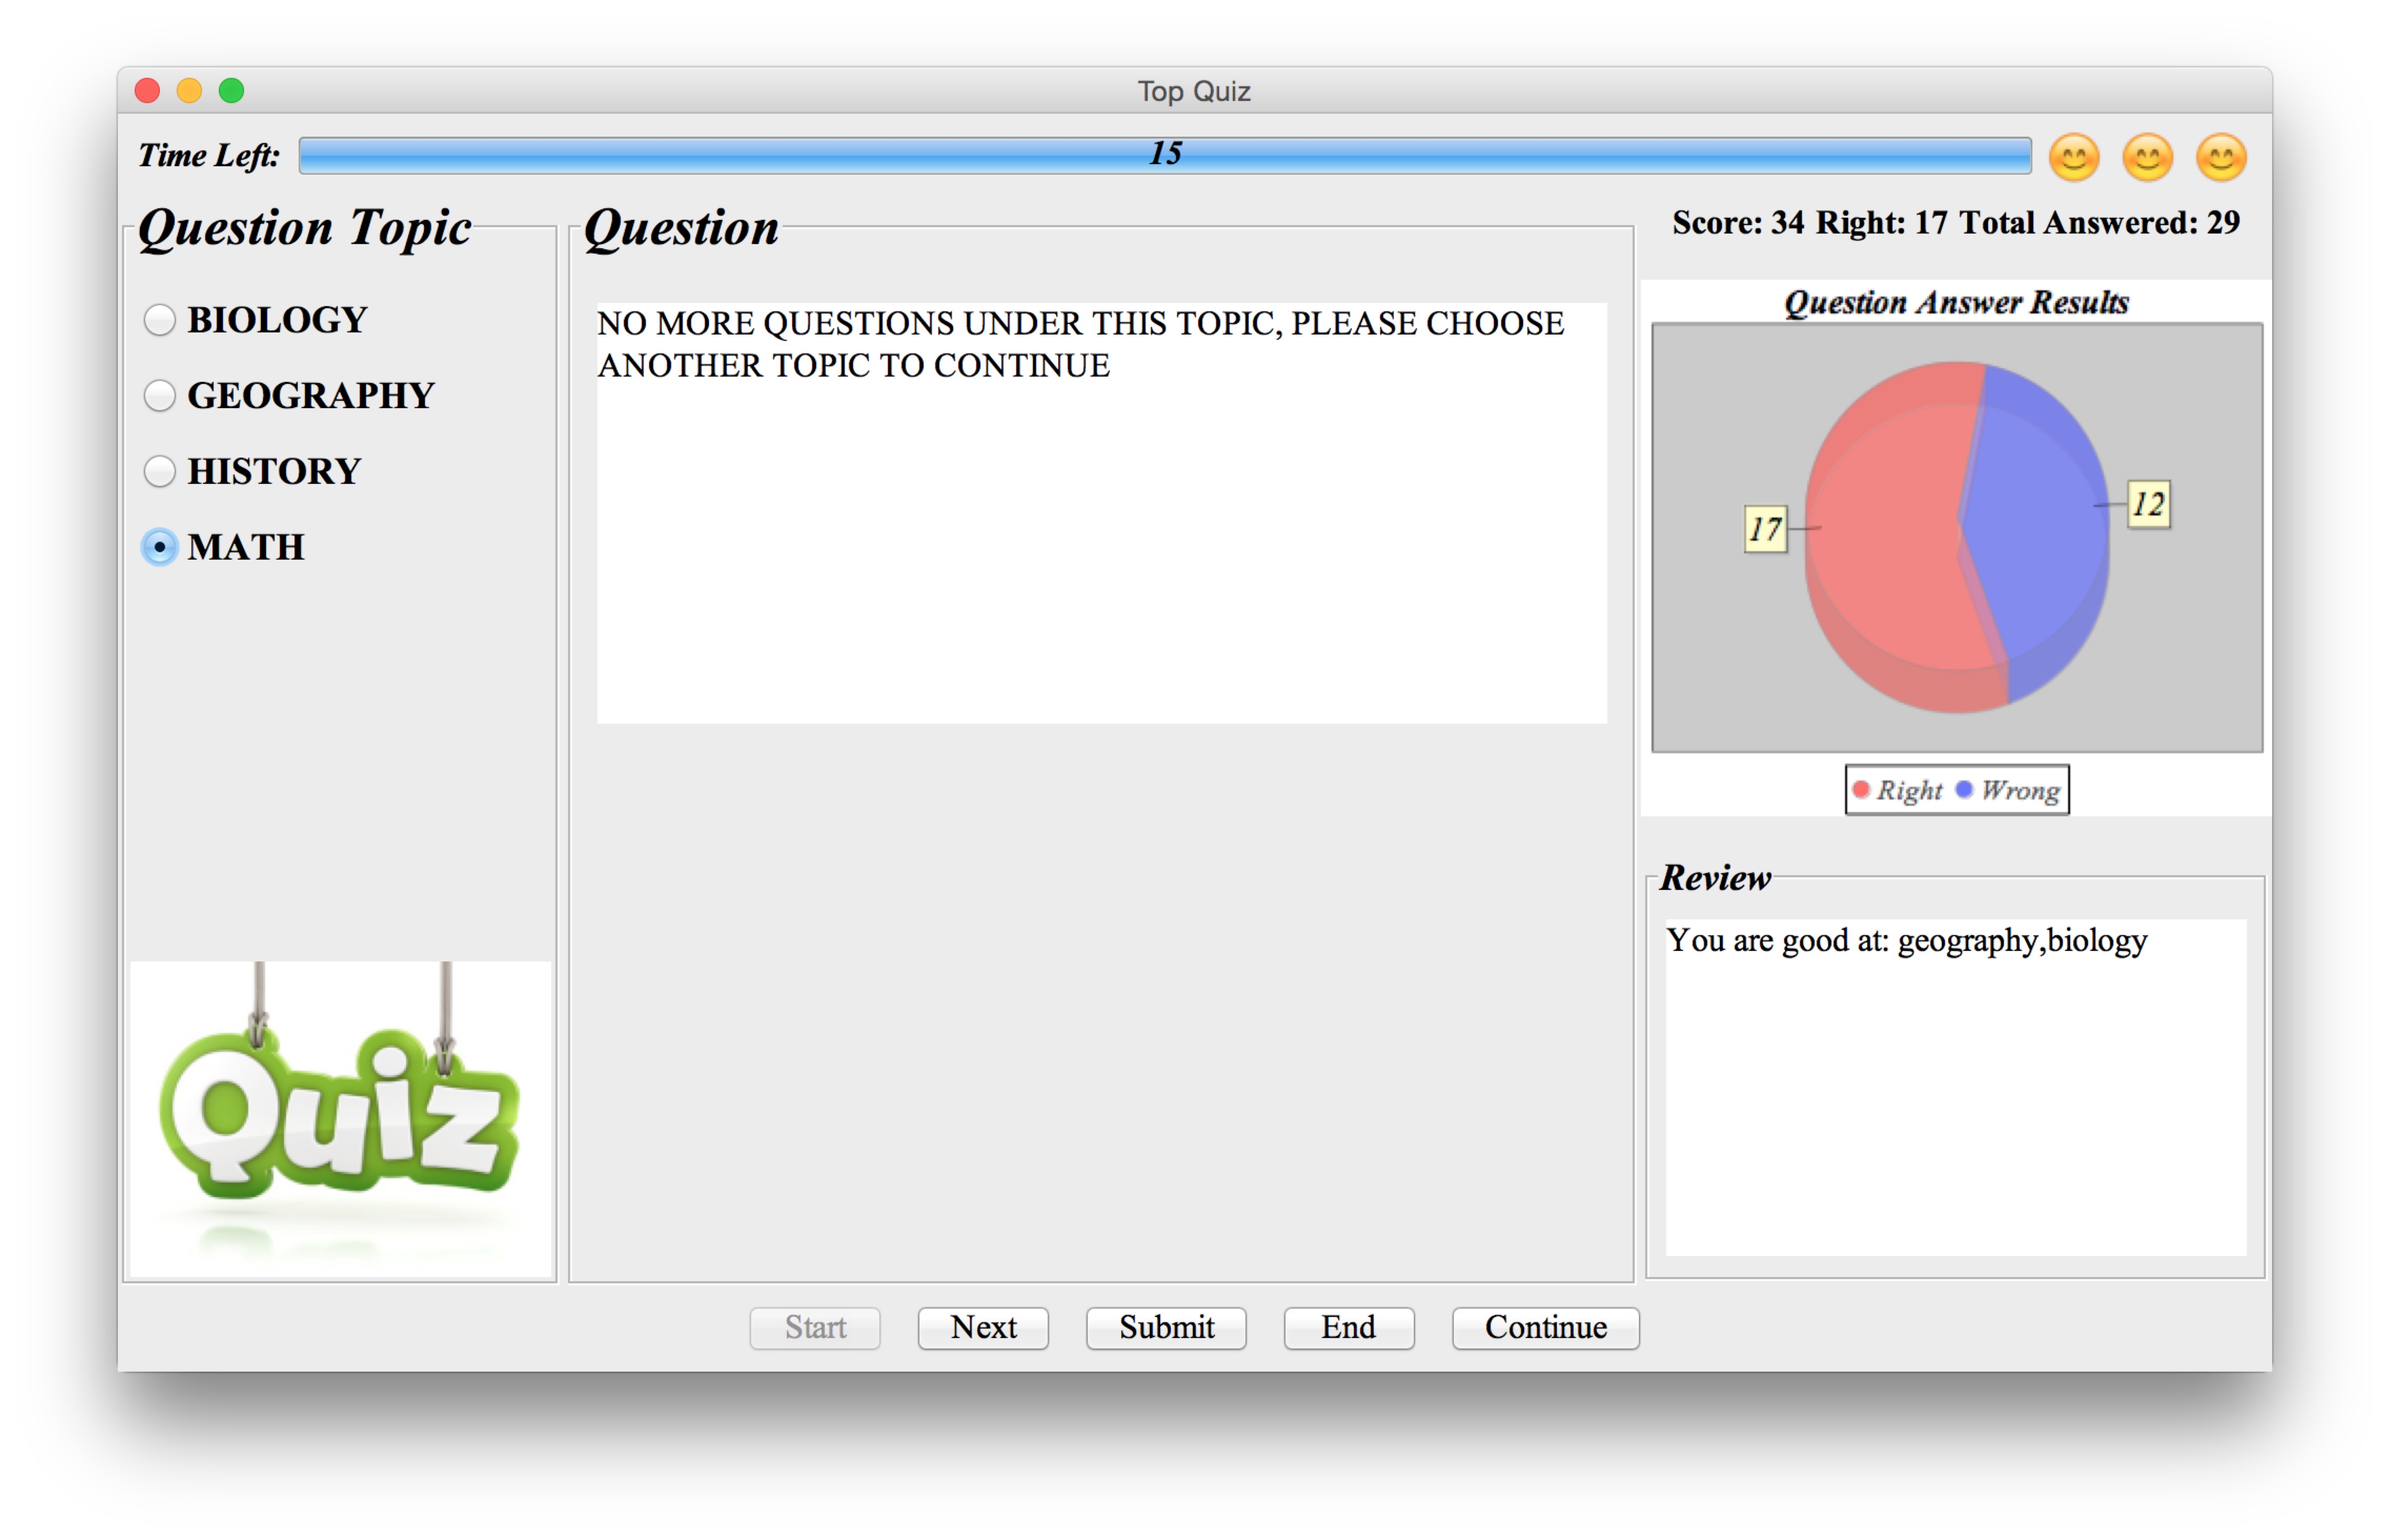 Top Quiz
Time Left:
15
Question Topic
BIOLOGY
GEOGRAPHY
HISTORY
MATH
Quiz
Question
NO MORE QUESTIONS UNDER THIS TOPIC, PLEASE CHOOSE
ANOTHER TOPIC TO CONTINUE
Score: 34 Right: 17 Total Answered: 29
Question Answer Results
17
12
Right Wrong
Review
You are good at: geography,biology
Start Next Submit End Continue